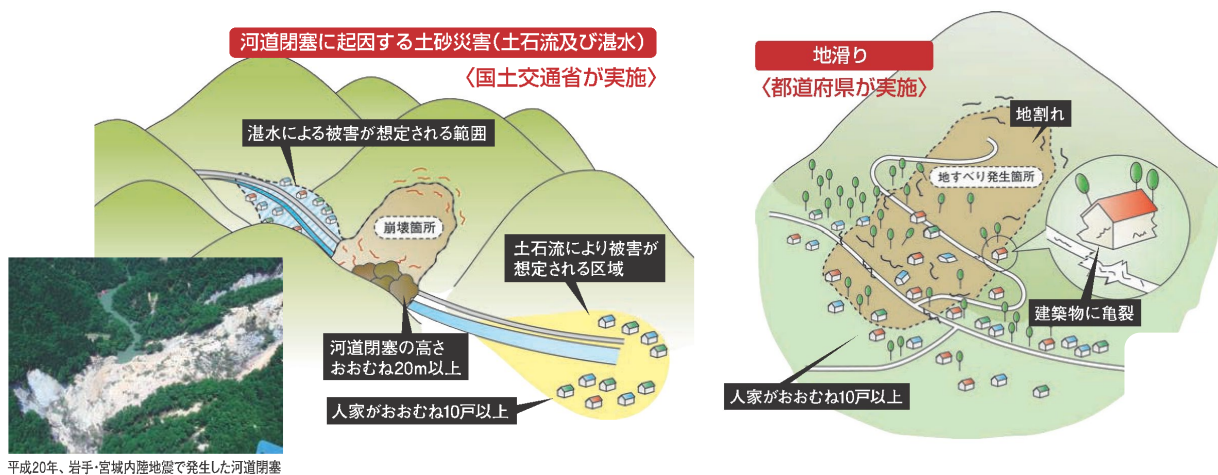 河道閉塞に起因する土砂災害(土石流及び湛水)
〈国土交通省が実施〉
湛水による被害が想定される範囲
崩壊箇所
土石流により被害が
想定される区域
河道閉塞の高さ
おおむね20m以上
人家がおおむね10戸以上
平成20年、岩手・宮城内陸地震で発生した河道閉塞
地滑り
〈都道府県が実施〉
地割れ
地すべり発生箇所
建築物に亀裂
人家がおおむね10戸以上